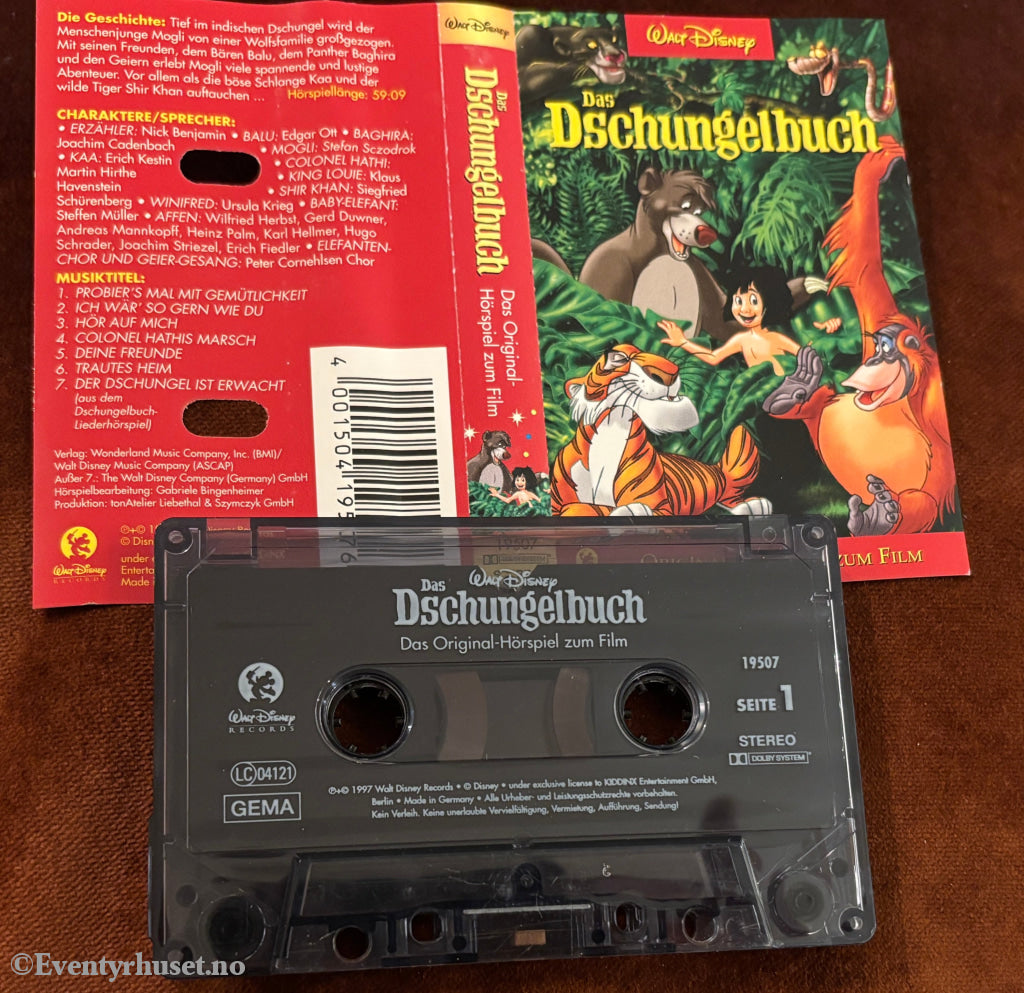 Die Geschichte: Tief im indischen Dschungel wird der
Menschenjunge Mogli von einer Wolfsfamilie großgezogen.
Mit seinen Freunden, dem Bären Balu, dem Panther Baghira
und den Geiern erlebt Mogli viele spannende und lustige
Abenteuer. Vor allem als die böse Schlange Kaa und der
wilde Tiger Shir Khan auftauchen ... Hörspiellänge: 59:09
CHARAKTERE/SPRECHER:
• ERZÄHLER: Nick Benjamin • BALU: Edgar Ott • BAGHIRA:
Joachim Cadenbach • MOGLI: Stefan Sczodrok
• KAA: Erich Kestin • COLONEL HATHI:
Martin Hirthe • KING LOUIE: Klaus
Havenstein • SHIR KHAN: Siegfried
Schürenberg • WINIFRED: Ursula Krieg • BABY-ELEFANT:
Steffen Müller • AFFEN: Wilfried Herbst, Gerd Duwner,
Andreas Mannkopff, Heinz Palm, Karl Hellmer, Hugo
Schrader, Joachim Striezel, Erich Fiedler • ELEFANTEN-
CHOR UND GEIER-GESANG: Peter Cornehlsen Chor
MUSIKTITEL:
1. PROBIER'S MAL MIT GEMÜTLICHKEIT
2. ICH WÄR' SO GERN WIE DU
3. HÖR AUF MICH
4. COLONEL HATHIS MARSCH
5. DEINE FREUNDE
6. TRAUTES HEIM
7. DER DSCHUNGEL IST ERWACHT
(aus dem
Dschungelbuch-
Liederhörspiel)
Verlag: Wonderland Music Company, Inc. (BMI)/
Walt Disney Music Company (ASCAP)
Außer 7.: The Walt Disney Company (Germany) GmbH
Hörspielbearbeitung: Gabriele Bingenheimer
Produktion: tonAtelier Liebethal & Szymczyk GmbH
WALT DISNEY
RECORDS
℗+© 1
© Disn
under
Enterta
Made i
4 001504 195
WALT DISNEY
Das
Dschungelbuch
Das Original-
Hörspiel zum Film
WALT DISNEY
Das
Dschungelbuch
ZUM FILM
19507
WALT DISNEY
Das
Dschungelbuch
Das Original-Hörspiel zum Film
WALT DISNEY
RECORDS
LC 04121
GEMA
19507
SEITE 1
STEREO
DOLBY SYSTEM
℗+© 1997 Walt Disney Records • © Disney • under exclusive license to KIDDINX Entertainment GmbH,
Berlin • Made in Germany • Alle Urheber- und Leistungsschutzrechte vorbehalten.
Kein Verleih. Keine unerlaubte Vervielfältigung, Vermietung, Aufführung, Sendung!
©Eventyrhuset.no